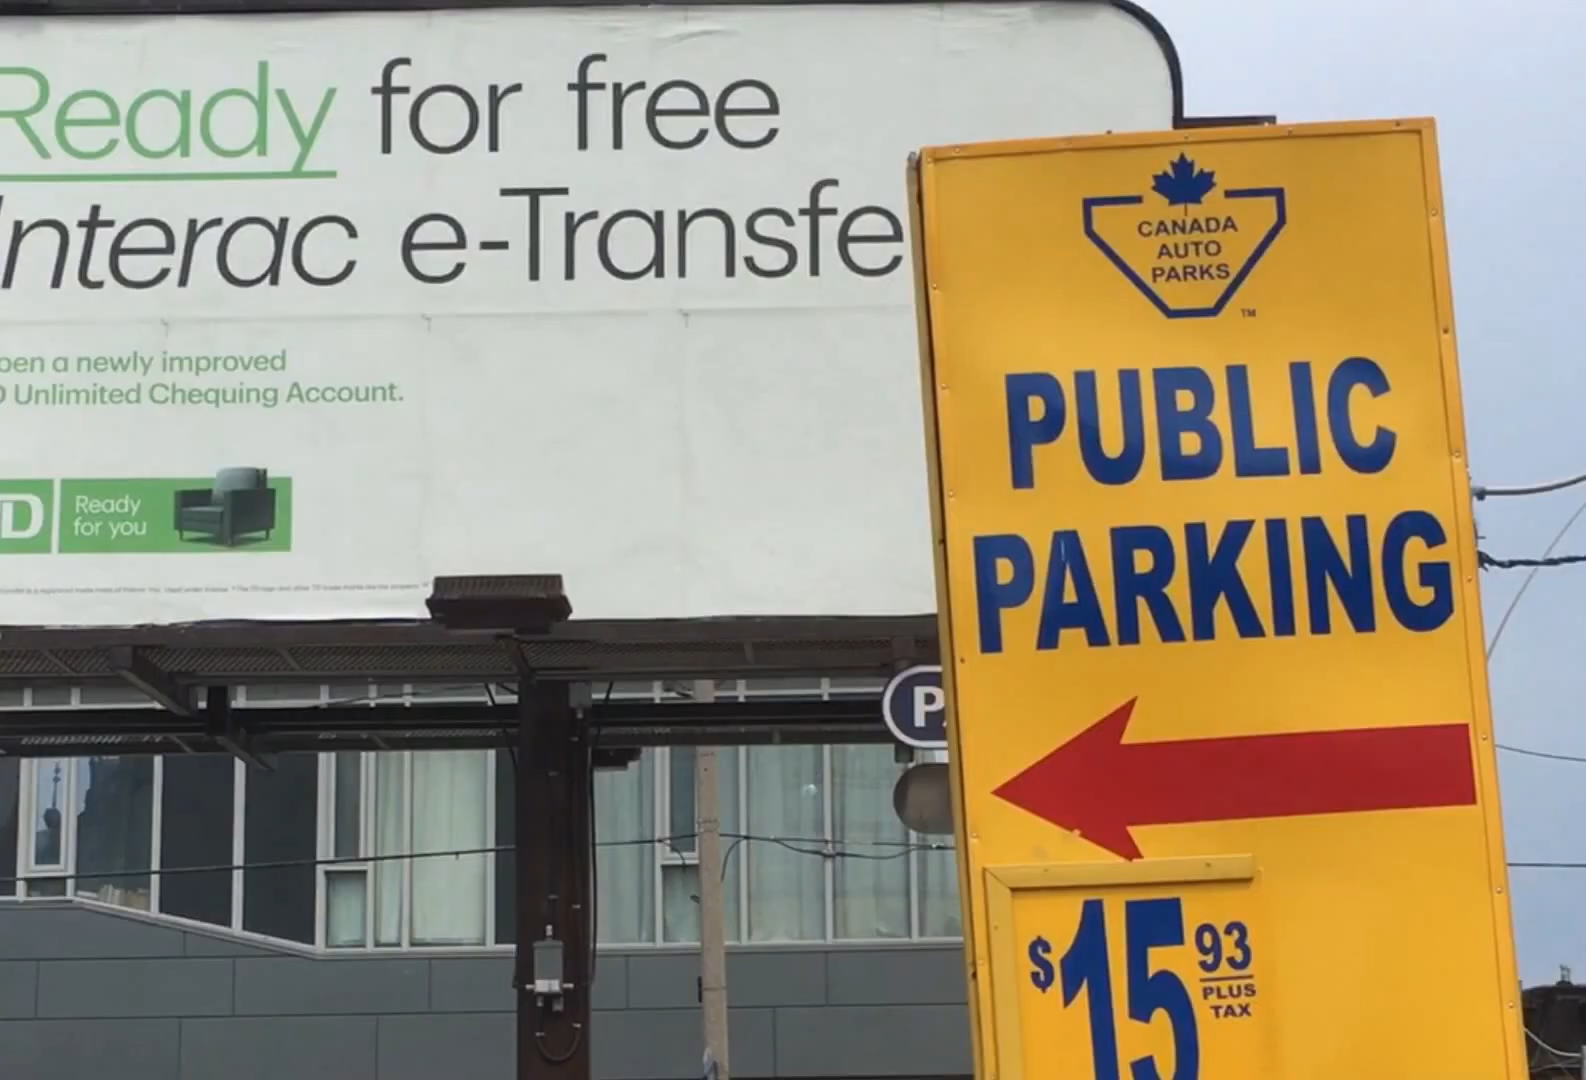 Ready for free
Interac e-Transfe
pen a newly improved
D Unlimited Chequing Account.
D
Ready
for you
CANADA
AUTO
PARKS
TM
PUBLIC
PARKING
P
$15 93
PLUS
TAX